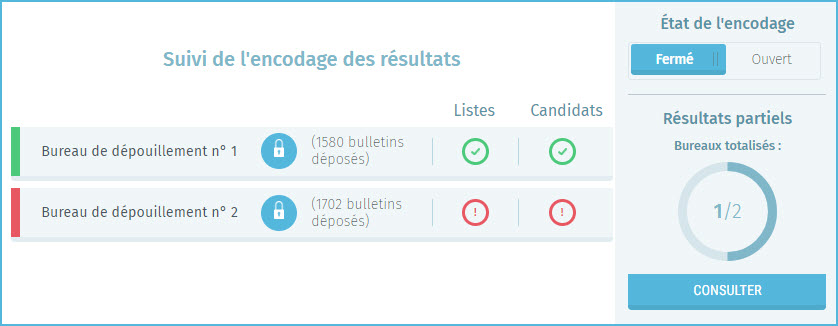 État de l'encodage
Suivi de l'encodage des résultats
Fermé Ouvert
Listes Candidats
Bureau de dépouillement n° 1 (1580 bulletins
déposés)
Bureau de dépouillement n° 2 (1702 bulletins
déposés)
Résultats partiels
Bureaux totalisés :
1/2
CONSULTER